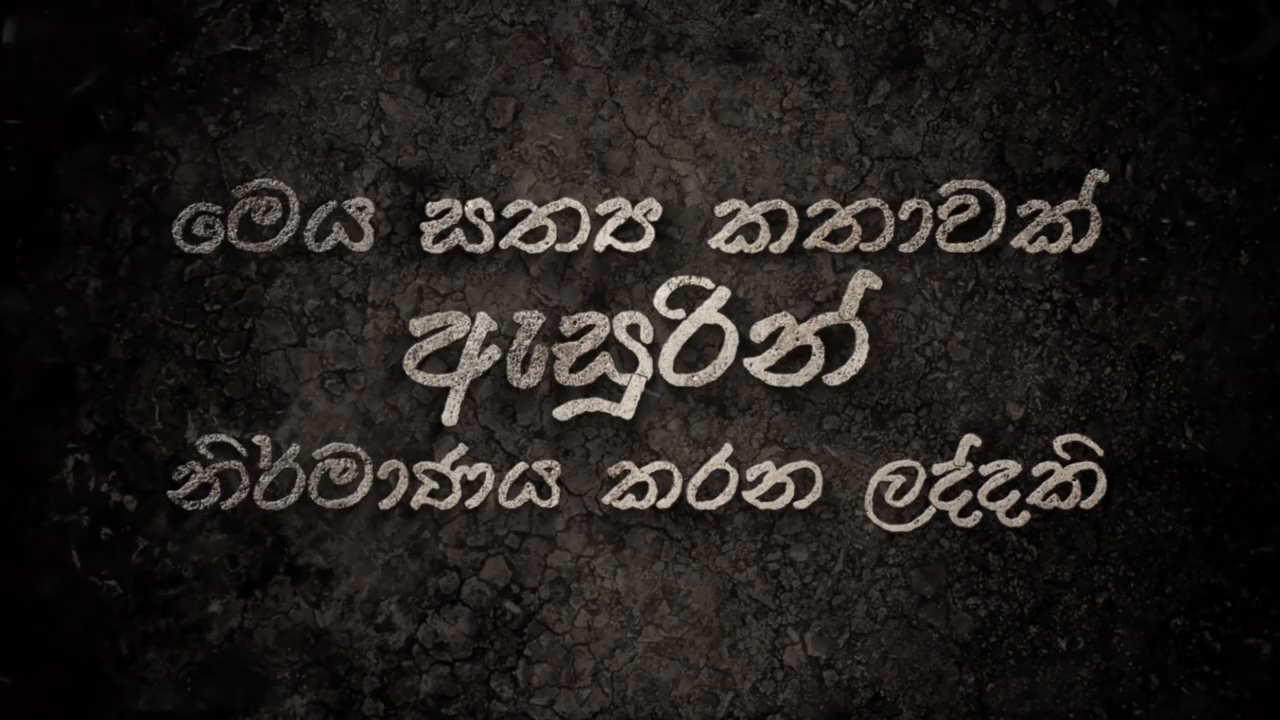 මෙය සත්‍ය කතාවක්
ඇසුරින්
නිර්මාණය කරන ලද්දකි